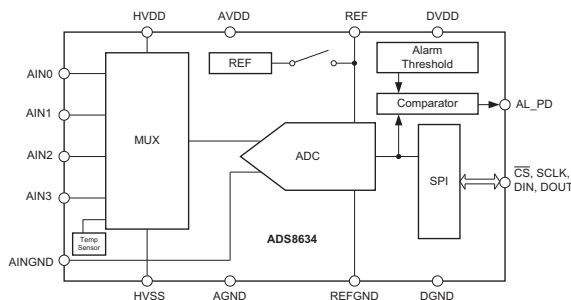 HVDD AVDD REF DVDD
REF
Alarm
Threshold
AIN0
Comparator
AL_PD
AIN1
MUX
AIN2
ADC
SPI
CS, SCLK,
DIN, DOUT
AIN3
Temp
Sensor
ADS8634
AINGND
HVSS AGND REFGND DGND